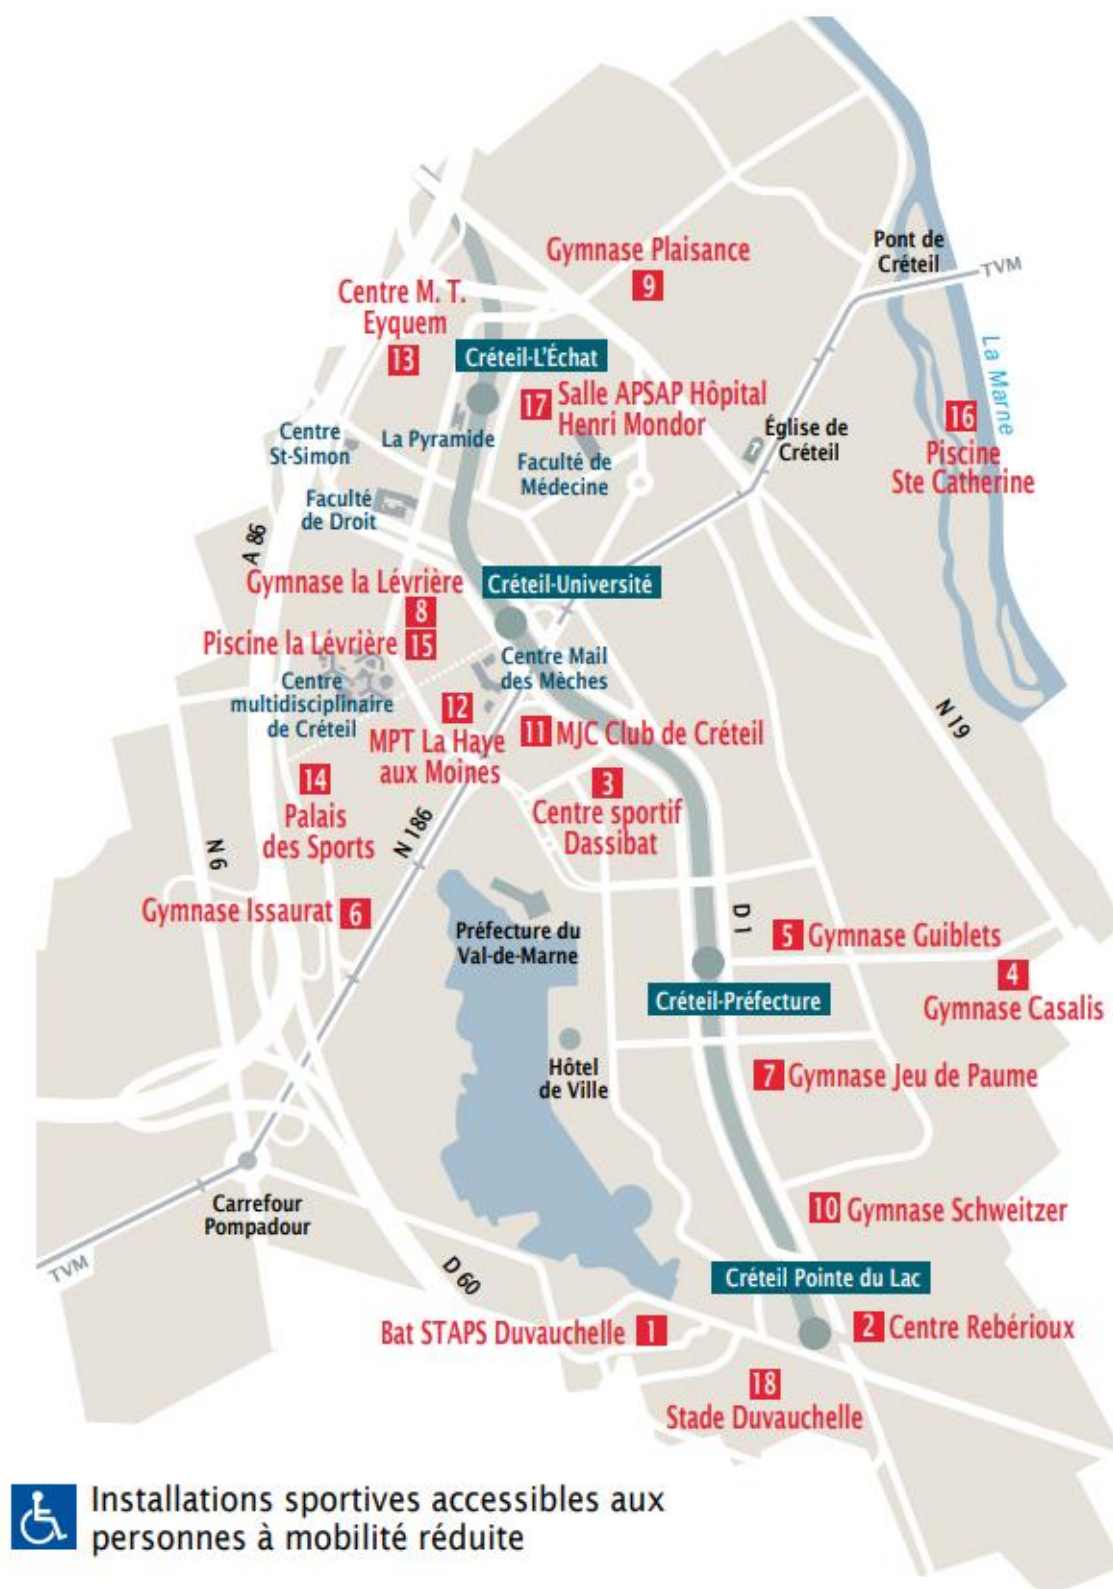 Pont de
Créteil
TVM
Gymnase Plaisance
9
Centre M. T.
Eyquem
13
Créteil-L'Échat
La Marne
17
Salle APSAP Hôpital
Henri Mondor
16
Piscine
Ste Catherine
Centre
St-Simon
La Pyramide
Église de
Créteil
Faculté de
Médecine
Faculté
de Droit
A 86
Gymnase la Lévrière
8
Créteil-Université
Piscine la Lévrière
15
Centre Mail
des Mèches
Centre
multidisciplinaire
de Créteil
12
MPT La Haye
aux Moines
11
MJC Club de Créteil
N 19
14
Palais
des Sports
3
Centre sportif
Dassibat
N 6
N 186
Gymnase Issaurat
6
Préfecture du
Val-de-Marne
D 1
5
Gymnase Guiblets
4
Gymnase Casalis
Créteil-Préfecture
Hôtel
de Ville
7
Gymnase Jeu de Paume
Carrefour
Pompadour
10
Gymnase Schweitzer
TVM
D 60
Créteil Pointe du Lac
Bat STAPS Duvauchelle
1
2
Centre Rebérioux
18
Stade Duvauchelle
Installations sportives accessibles aux
personnes à mobilité réduite